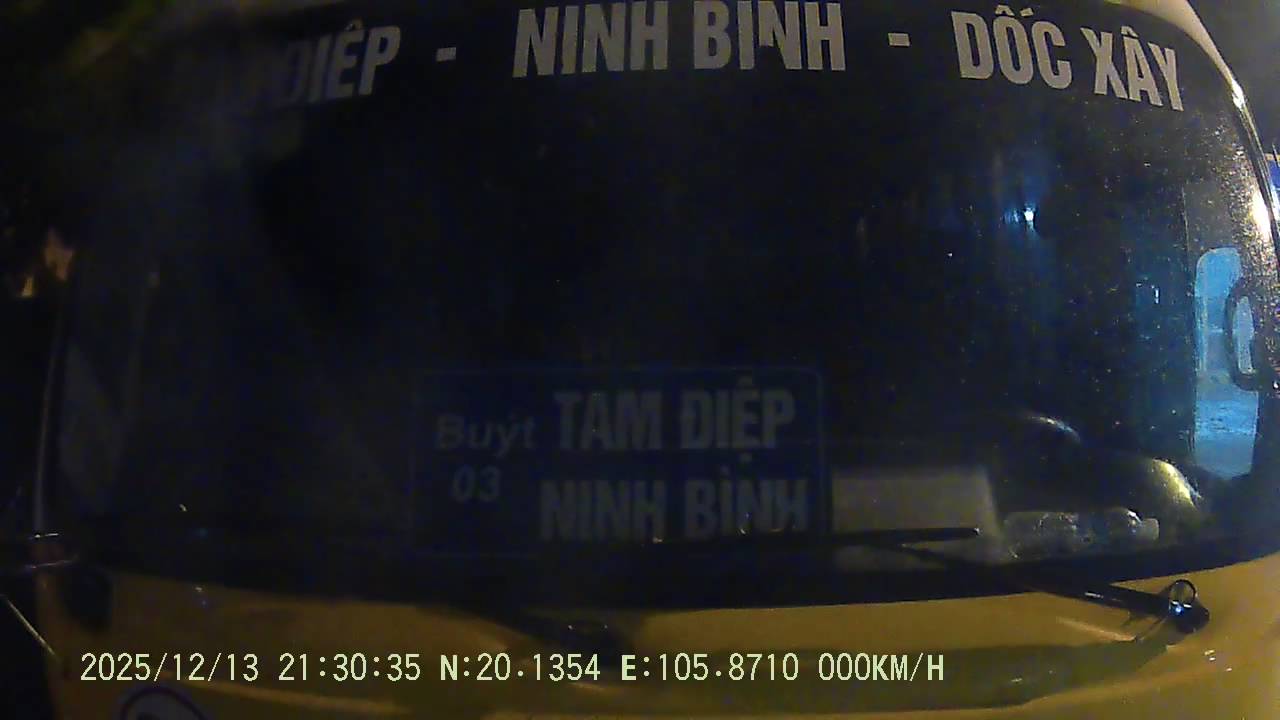 ĐIỆP - NINH BÌNH - DỐC XÂY
Buýt 03
TAM ĐIỆP
NINH BÌNH
2025/12/13 21:30:35 N:20.1354 E:105.8710 000KM/H